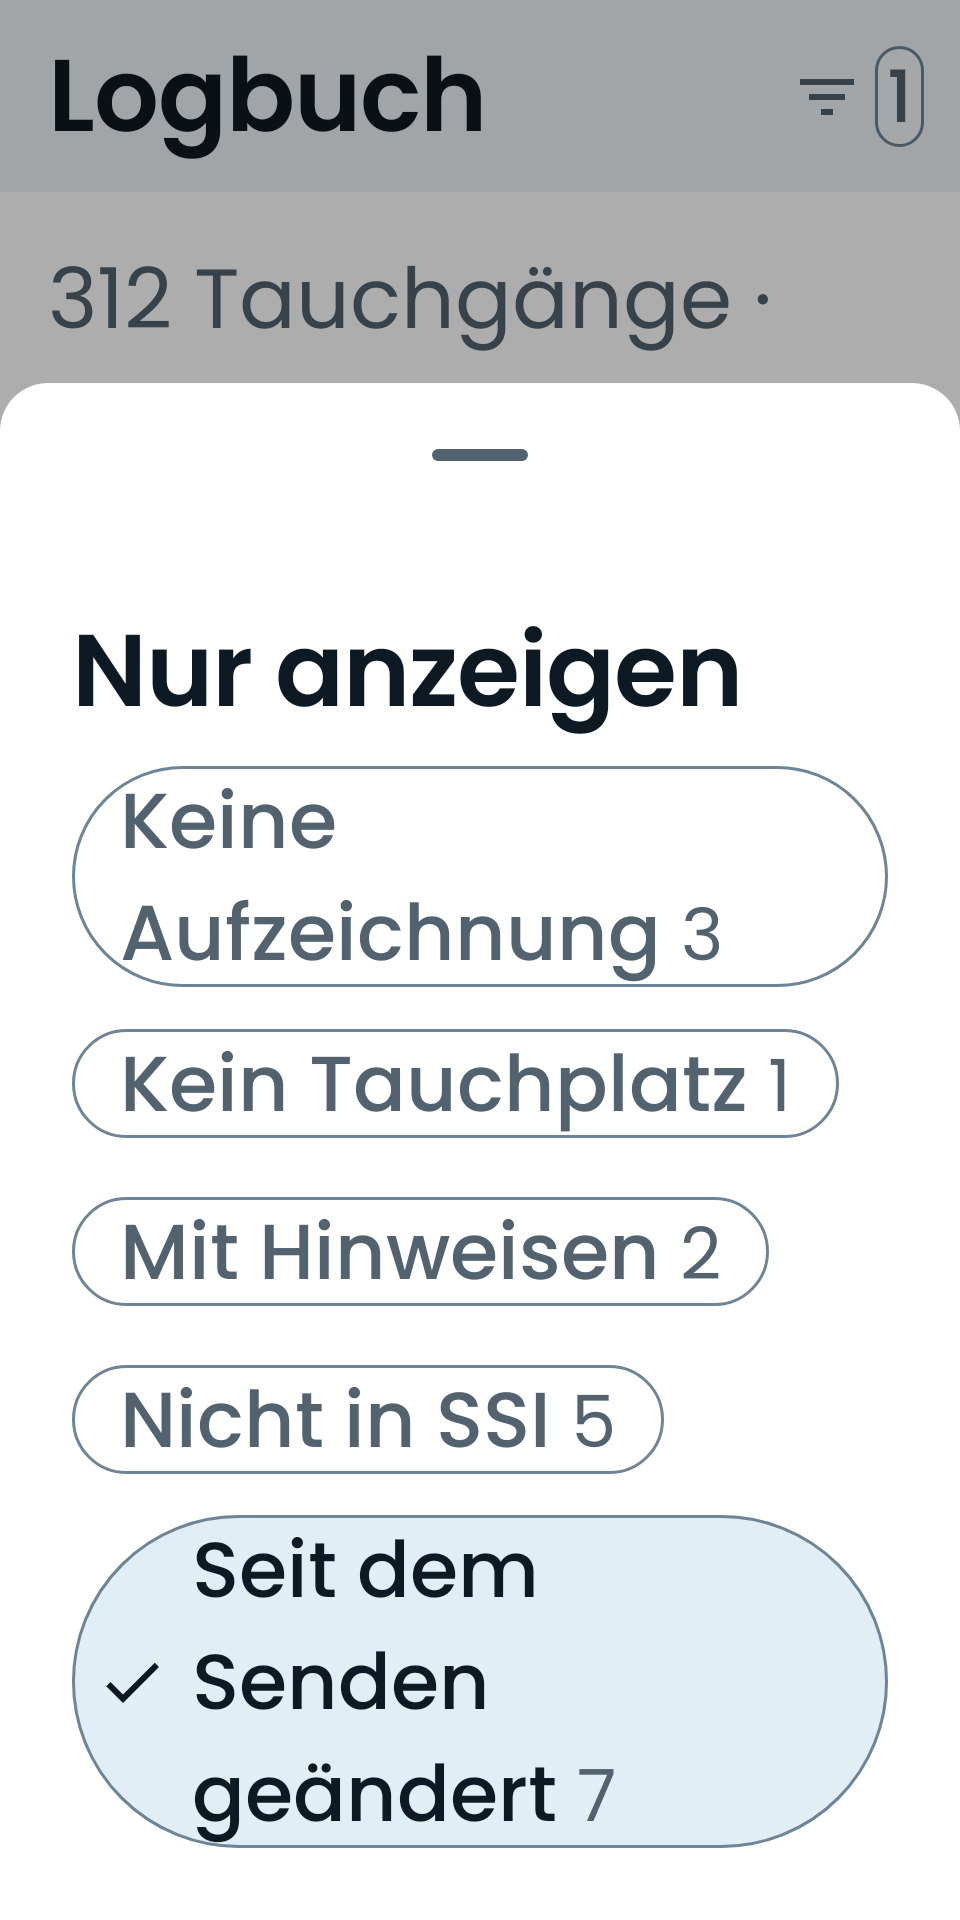 Logbuch
1
312 Tauchgänge ·
Nur anzeigen
Keine
Aufzeichnung 3
Kein Tauchplatz 1
Mit Hinweisen 2
Nicht in SSI 5
Seit dem
Senden
geändert 7